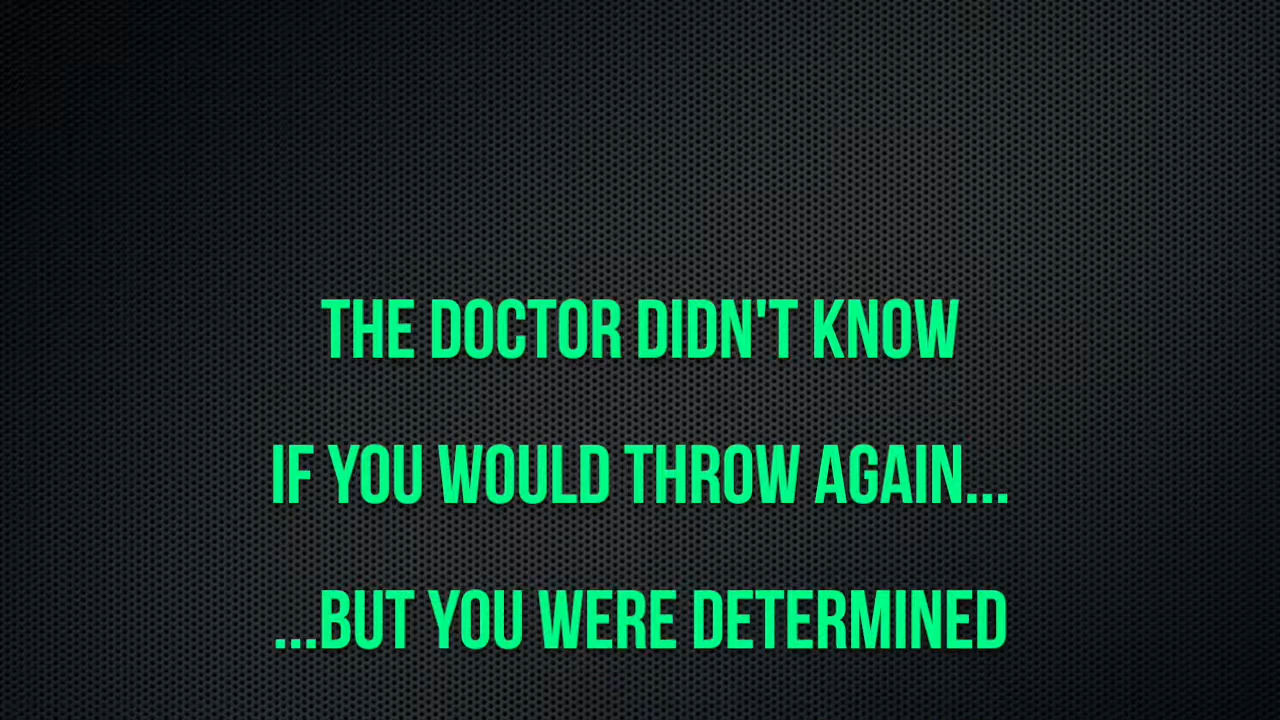 THE DOCTOR DIDN'T KNOW
IF YOU WOULD THROW AGAIN...
...BUT YOU WERE DETERMINED